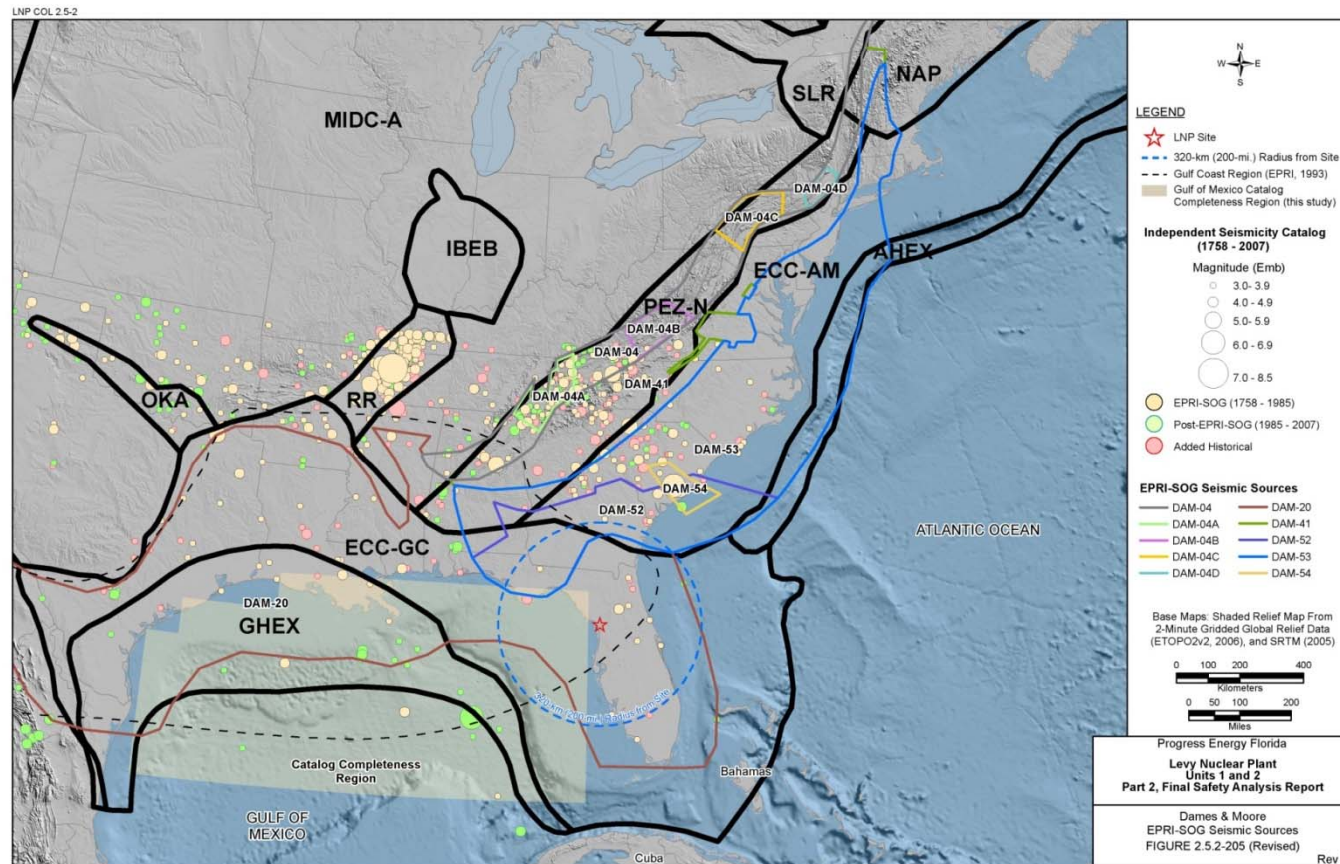 LNP COL 2.5-2
MIDC-A
SLR
NAP
IBEB
DAM-04D
DAM-04C
ECC-AM
AHEX
PEZ-N
DAM-04B
DAM-04
DAM-41
DAM-04A
OKA
RR
DAM-53
DAM-54
DAM-52
ECC-GC
ATLANTIC OCEAN
DAM-20
GHEX
320-km (200-mi.) Radius from Site
Catalog Completeness
Region
Bahamas
GULF OF
MEXICO
Cuba
N
W E
S
LEGEND
LNP Site
320-km (200-mi.) Radius from Site
Gulf Coast Region (EPRI, 1993)
Gulf of Mexico Catalog
Completeness Region (this study)
Independent Seismicity Catalog
(1758 - 2007)
Magnitude (Emb)
3.0- 3.9
4.0 - 4.9
5.0 - 5.9
6.0 - 6.9
7.0 - 8.5
EPRI-SOG (1758 - 1985)
Post-EPRI-SOG (1985 - 2007)
Added Historical
EPRI-SOG Seismic Sources
DAM-04 DAM-20
DAM-04A DAM-41
DAM-04B DAM-52
DAM-04C DAM-53
DAM-04D DAM-54
Base Maps: Shaded Relief Map From
2-Minute Gridded Global Relief Data
(ETOPO2v2, 2006), and SRTM (2005)
0 100 200 400
Kilometers
0 50 100 200
Miles
Progress Energy Florida
Levy Nuclear Plant
Units 1 and 2
Part 2, Final Safety Analysis Report
Dames & Moore
EPRI-SOG Seismic Sources
FIGURE 2.5.2-205 (Revised)
Rev